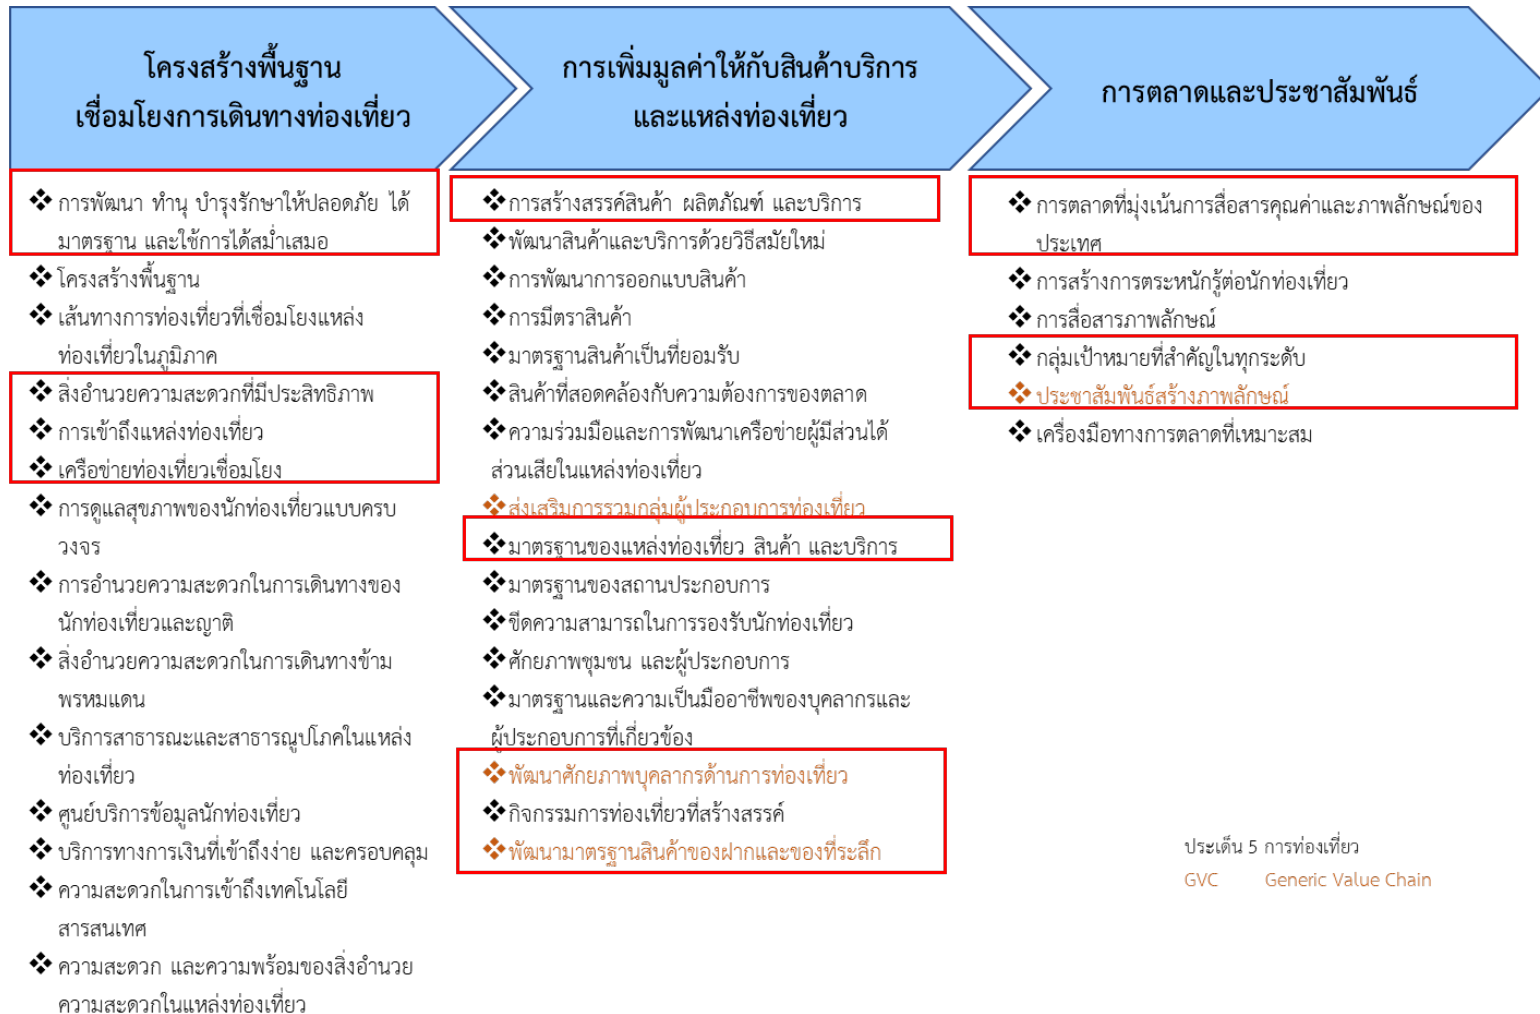 โครงสร้างพื้นฐาน
เชื่อมโยงการเดินทางท่องเที่ยว
การเพิ่มมูลค่าให้กับสินค้าบริการ
และแหล่งท่องเที่ยว
การตลาดและประชาสัมพันธ์
❖ การพัฒนา ทำนุ บำรุงรักษาให้ปลอดภัย ได้
มาตรฐาน และใช้การได้สม่ำเสมอ
❖ โครงสร้างพื้นฐาน
❖ เส้นทางการท่องเที่ยวที่เชื่อมโยงแหล่ง
ท่องเที่ยวในภูมิภาค
❖ สิ่งอำนวยความสะดวกที่มีประสิทธิภาพ
❖ การเข้าถึงแหล่งท่องเที่ยว
❖ เครือข่ายท่องเที่ยวเชื่อมโยง
❖ การดูแลสุขภาพของนักท่องเที่ยวแบบครบ
วงจร
❖ การอำนวยความสะดวกในการเดินทางของ
นักท่องเที่ยวและญาติ
❖ สิ่งอำนวยความสะดวกในการเดินทางข้าม
พรหมแดน
❖ บริการสาธารณะและสาธารณูปโภคในแหล่ง
ท่องเที่ยว
❖ ศูนย์บริการข้อมูลนักท่องเที่ยว
❖ บริการทางการเงินที่เข้าถึงง่าย และครอบคลุม
❖ ความสะดวกในการเข้าถึงเทคโนโลยี
สารสนเทศ
❖ ความสะดวก และความพร้อมของสิ่งอำนวย
ความสะดวกในแหล่งท่องเที่ยว
❖ การสร้างสรรค์สินค้า ผลิตภัณฑ์ และบริการ
❖ พัฒนาสินค้าและบริการด้วยวิธีสมัยใหม่
❖ การพัฒนาการออกแบบสินค้า
❖ การมีตราสินค้า
❖ มาตรฐานสินค้าเป็นที่ยอมรับ
❖ สินค้าที่สอดคล้องกับความต้องการของตลาด
❖ ความร่วมมือและการพัฒนาเครือข่ายผู้มีส่วนได้
ส่วนเสียในแหล่งท่องเที่ยว
❖ ส่งเสริมการรวมกลุ่มผู้ประกอบการท่องเที่ยว
❖ มาตรฐานของแหล่งท่องเที่ยว สินค้า และบริการ
❖ มาตรฐานของสถานประกอบการ
❖ ขีดความสามารถในการรองรับนักท่องเที่ยว
❖ ศักยภาพชุมชน และผู้ประกอบการ
❖ มาตรฐานและความเป็นมืออาชีพของบุคลากรและ
ผู้ประกอบการที่เกี่ยวข้อง
❖ พัฒนาศักยภาพบุคลากรด้านการท่องเที่ยว
❖ กิจกรรมการท่องเที่ยวที่สร้างสรรค์
❖ พัฒนามาตรฐานสินค้าของฝากและของที่ระลึก
❖ การตลาดที่มุ่งเน้นการสื่อสารคุณค่าและภาพลักษณ์ของ
ประเทศ
❖ การสร้างการตระหนักรู้ต่อนักท่องเที่ยว
❖ การสื่อสารภาพลักษณ์
❖ กลุ่มเป้าหมายที่สำคัญในทุกระดับ
❖ ประชาสัมพันธ์สร้างภาพลักษณ์
❖ เครื่องมือทางการตลาดที่เหมาะสม
ประเด็น 5 การท่องเที่ยว
GVC Generic Value Chain